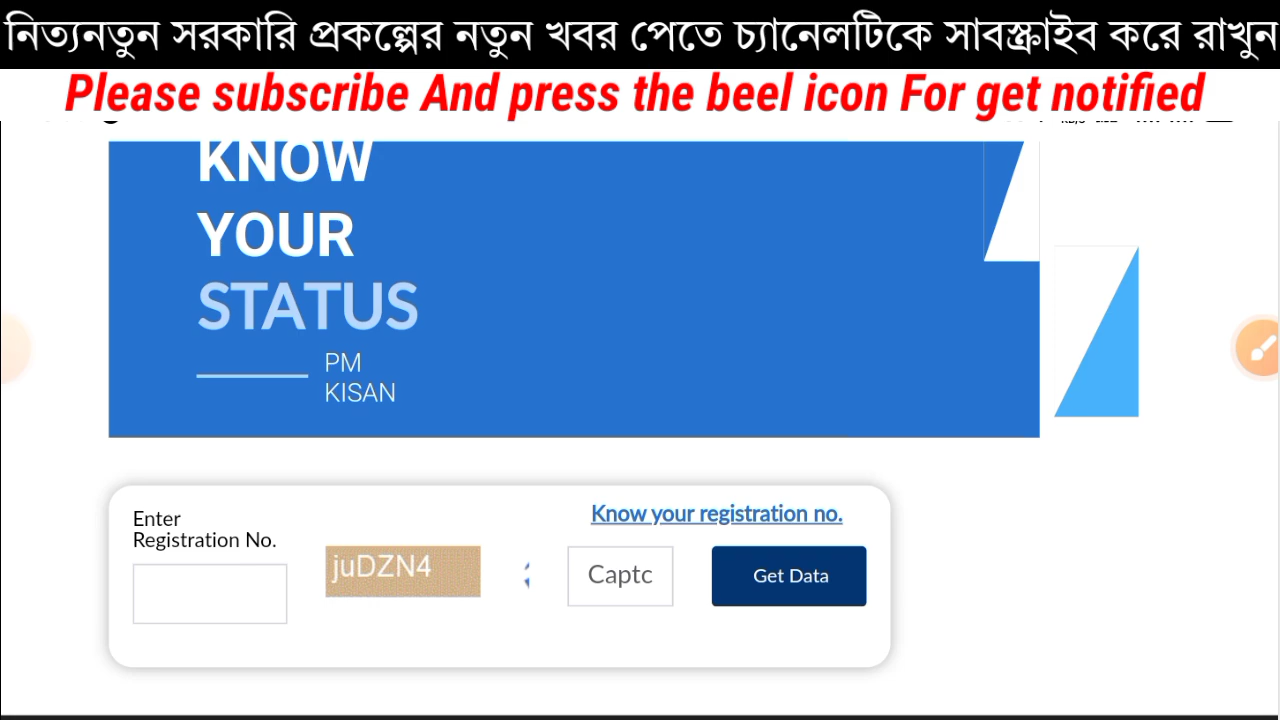 নিত্যনতুন সরকারি প্রকল্পের নতুন খবর পেতে চ্যানেলটিকে সাবস্ক্রাইব করে রাখুন
Please subscribe And press the beel icon For get notified
KNOW
YOUR
STATUS
PM
KISAN
Know your registration no.
Enter
Registration No.
juDZN4
Captc
Get Data